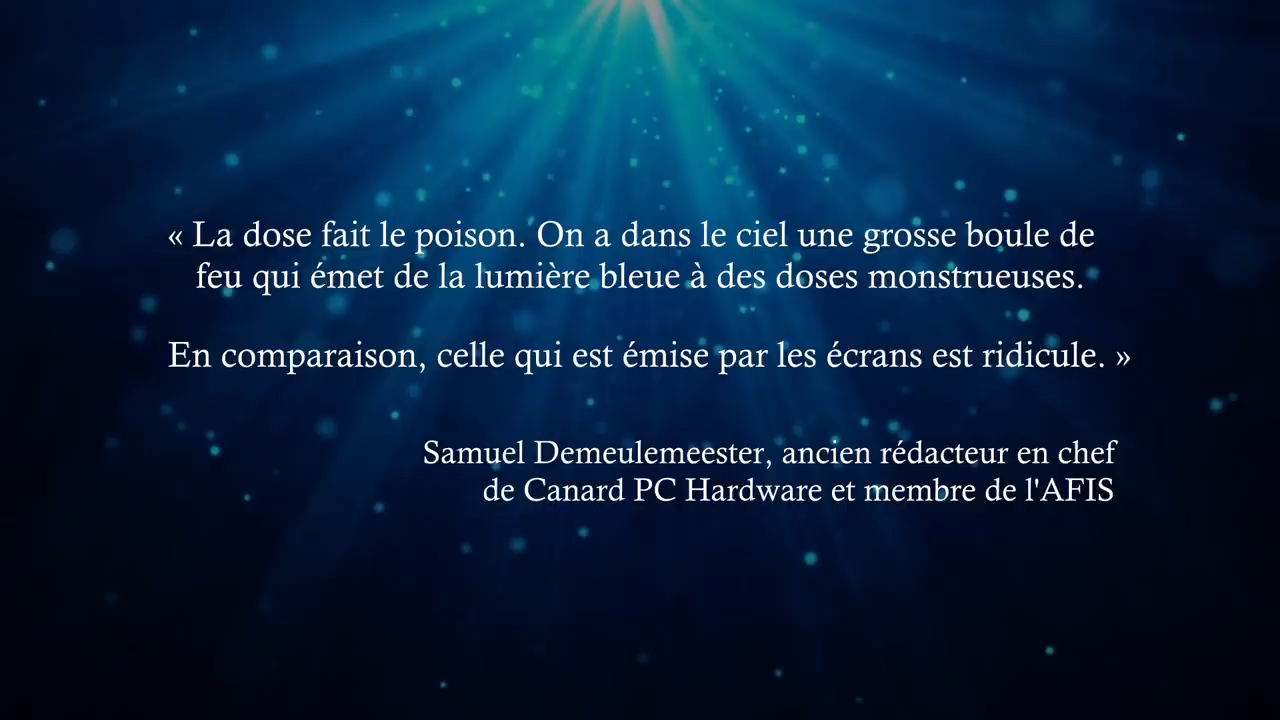 « La dose fait le poison. On a dans le ciel une grosse boule de
feu qui émet de la lumière bleue à des doses monstrueuses.
En comparaison, celle qui est émise par les écrans est ridicule. »
Samuel Demeulemeester, ancien rédacteur en chef
de Canard PC Hardware et membre de l'AFIS